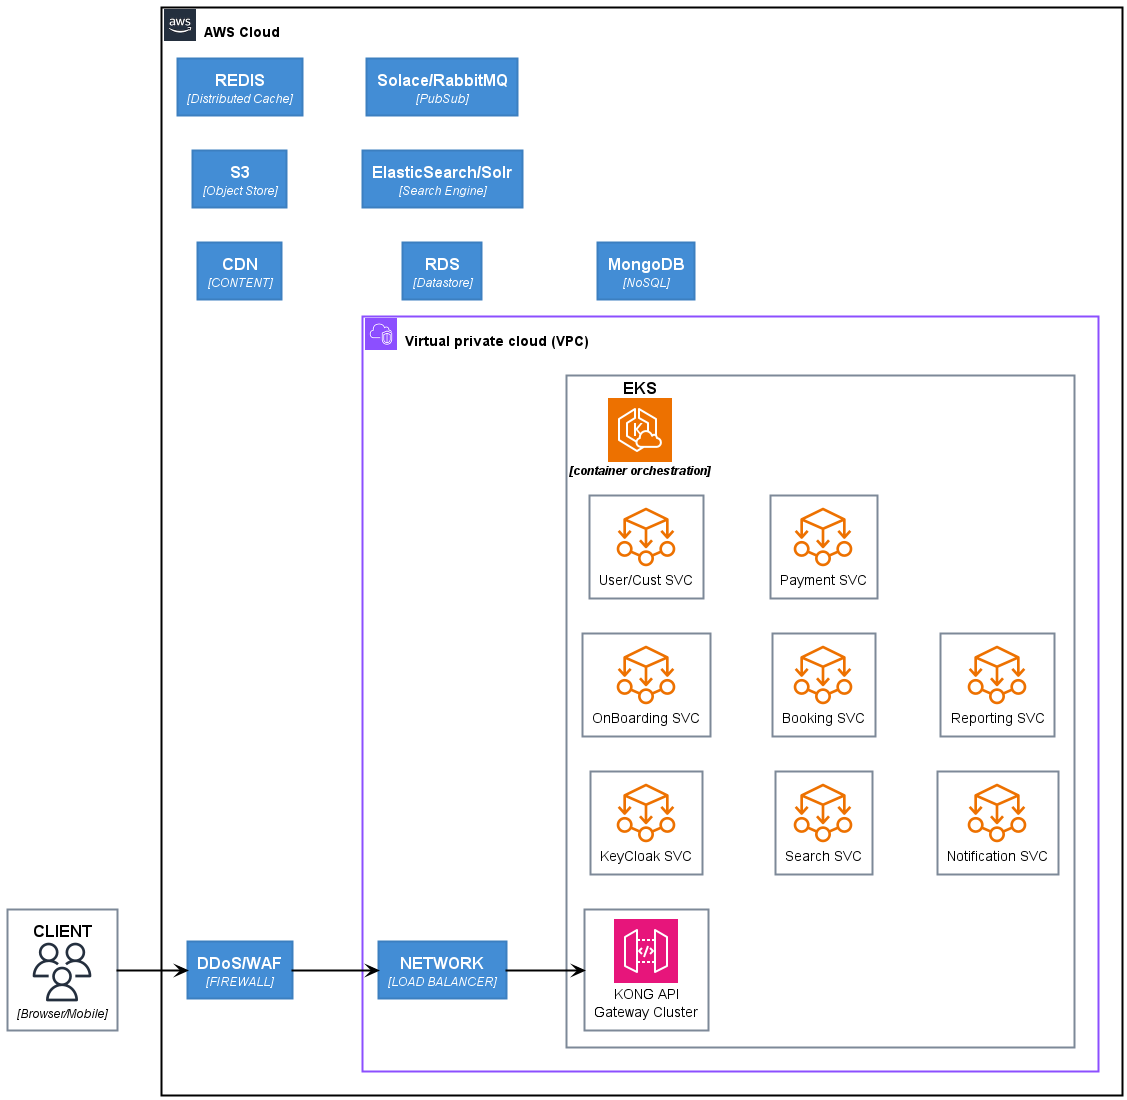 aws
AWS Cloud
REDIS
[Distributed Cache]
Solace/RabbitMQ
[PubSub]
S3
[Object Store]
ElasticSearch/Solr
[Search Engine]
CDN
[CONTENT]
RDS
[Datastore]
MongoDB
[NoSQL]
Virtual private cloud (VPC)
EKS
K
[container orchestration]
User/Cust SVC
Payment SVC
OnBoarding SVC
Booking SVC
Reporting SVC
KeyCloak SVC
Search SVC
Notification SVC
CLIENT
[Browser/Mobile]
DDoS/WAF
[FIREWALL]
NETWORK
[LOAD BALANCER]
</>
KONG API
Gateway Cluster